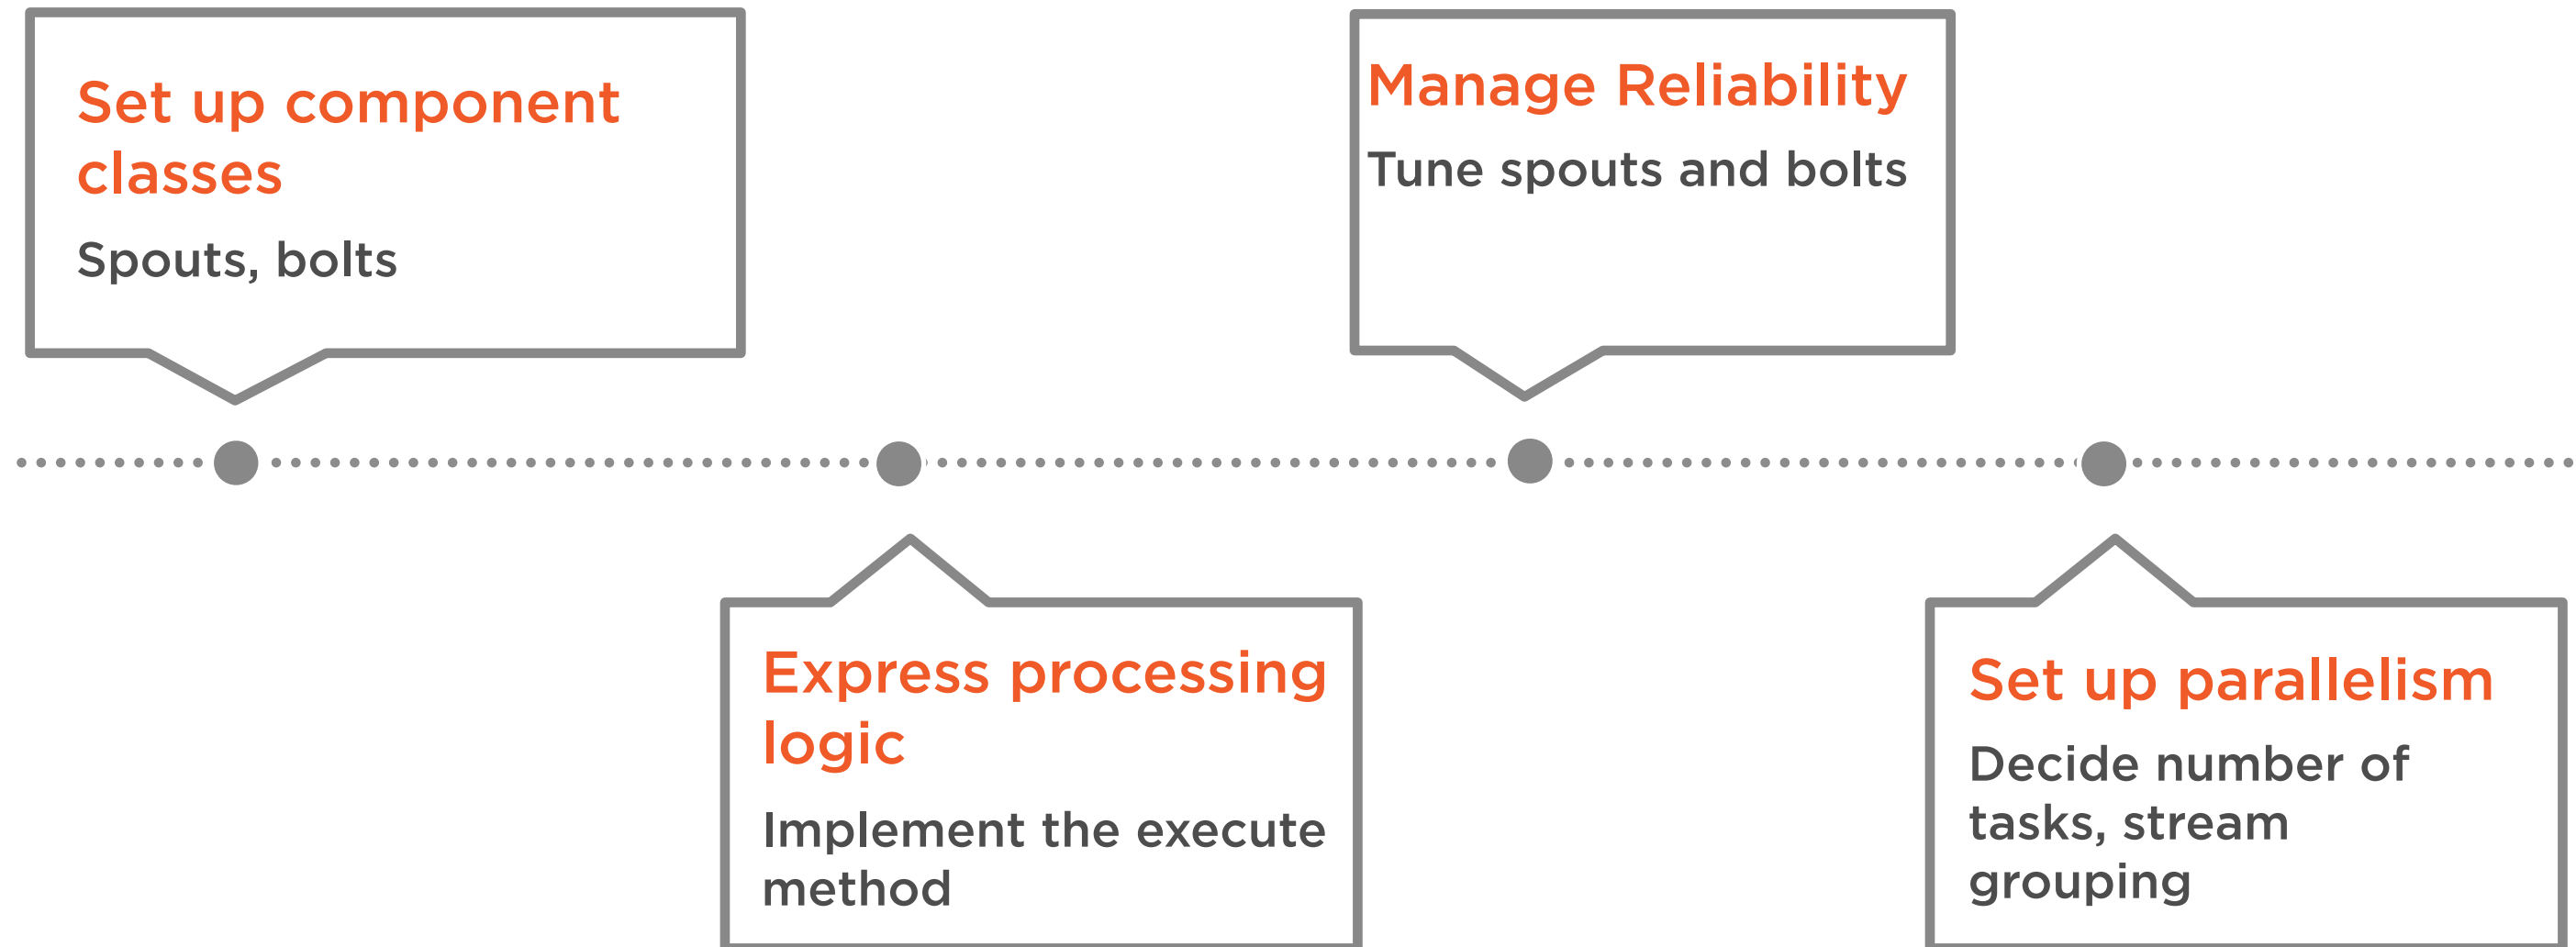 Set up component
classes
Spouts, bolts
Express processing
logic
Implement the execute
method
Manage Reliability
Tune spouts and bolts
Set up parallelism
Decide number of
tasks, stream
grouping